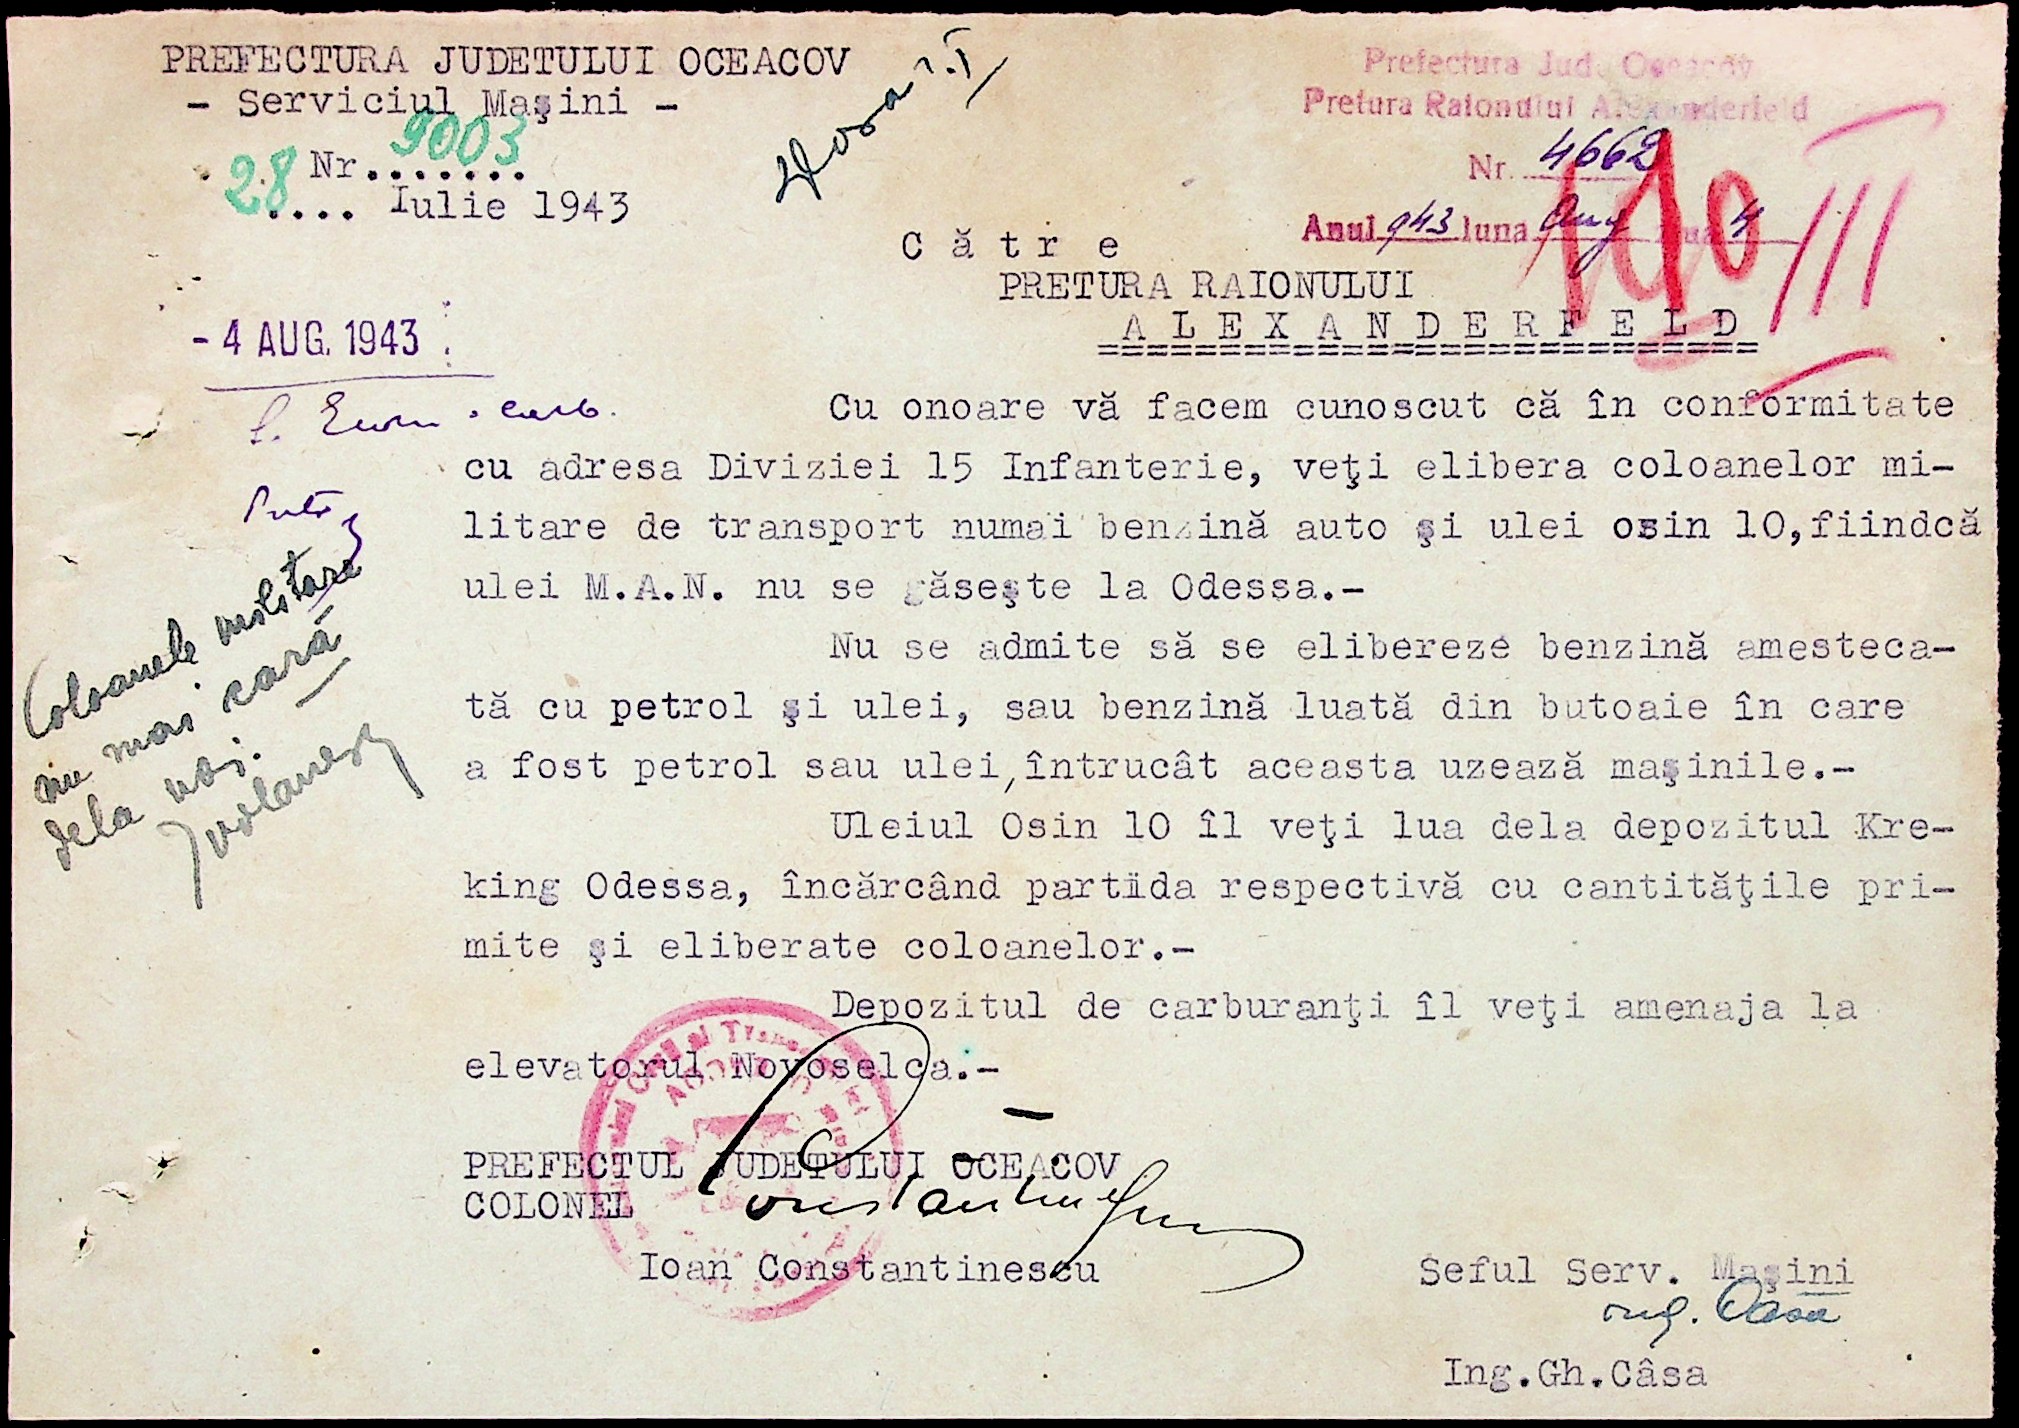 PREFECTURA JUDETULUI OCEACOV
- Serviciul Maşini -
Nr.......
9003
28
.... Iulie 1943
Prefectura Jud. Oceacov
Pretura Raionului Alexanderfeld
Nr. 4662
Anul 943 luna Aug ziua 4
110
III
C ă t r e
PRETURA RAIONULUI
A L E X A N D E R F E L D
- 4 AUG. 1943
Cu onoare vă facem cunoscut că în conformitate
cu adresa Diviziei 15 Infanterie, veţi elibera coloanelor mi-
litare de transport numai benzină auto şi ulei osin 10,fiindcă
ulei M.A.N. nu se găseşte la Odessa.-
Nu se admite să se elibereze benzină amesteca-
tă cu petrol şi ulei, sau benzină luată din butoaie în care
a fost petrol sau ulei,întrucât aceasta uzează maşinile.-
Uleiul Osin 10 îl veţi lua dela depozitul Kre-
king Odessa, încărcând partida respectivă cu cantităţile pri-
mite şi eliberate coloanelor.-
Depozitul de carburanţi îl veţi amenaja la
elevatorul Novoselca.-
Coloanele militare
nu mai cară
dela noi.
PREFECTUL JUDETULUI OCEACOV
COLONEL
Constantinescu
Ioan Constantinescu
Seful Serv. Maşini
ing. Casa
Ing.Gh.Câsa